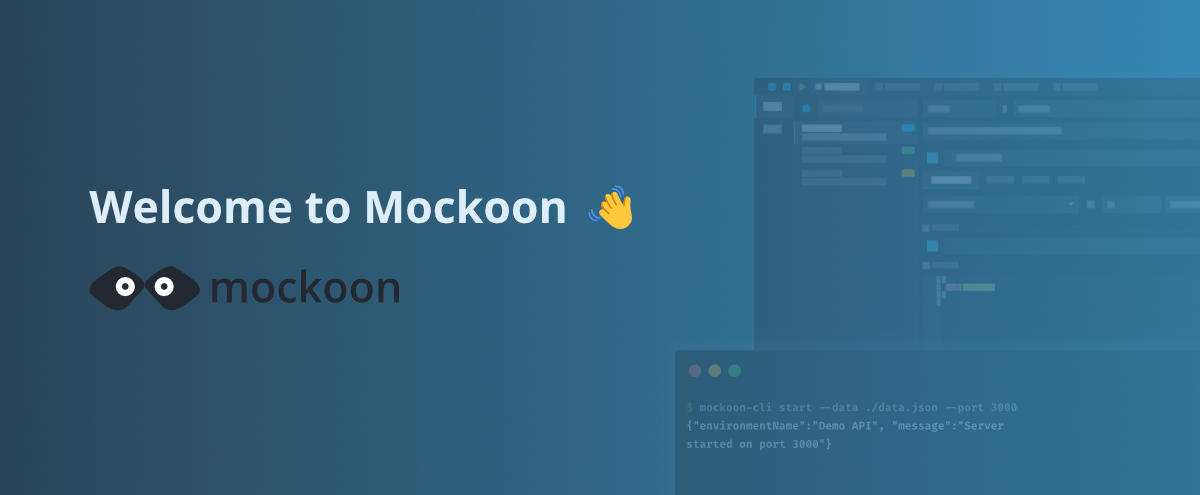 Welcome to Mockoon 👋
mockoon
$ mockoon-cli start --data ./data.json --port 3000
{"environmentName":"Demo API", "message":"Server
started on port 3000"}